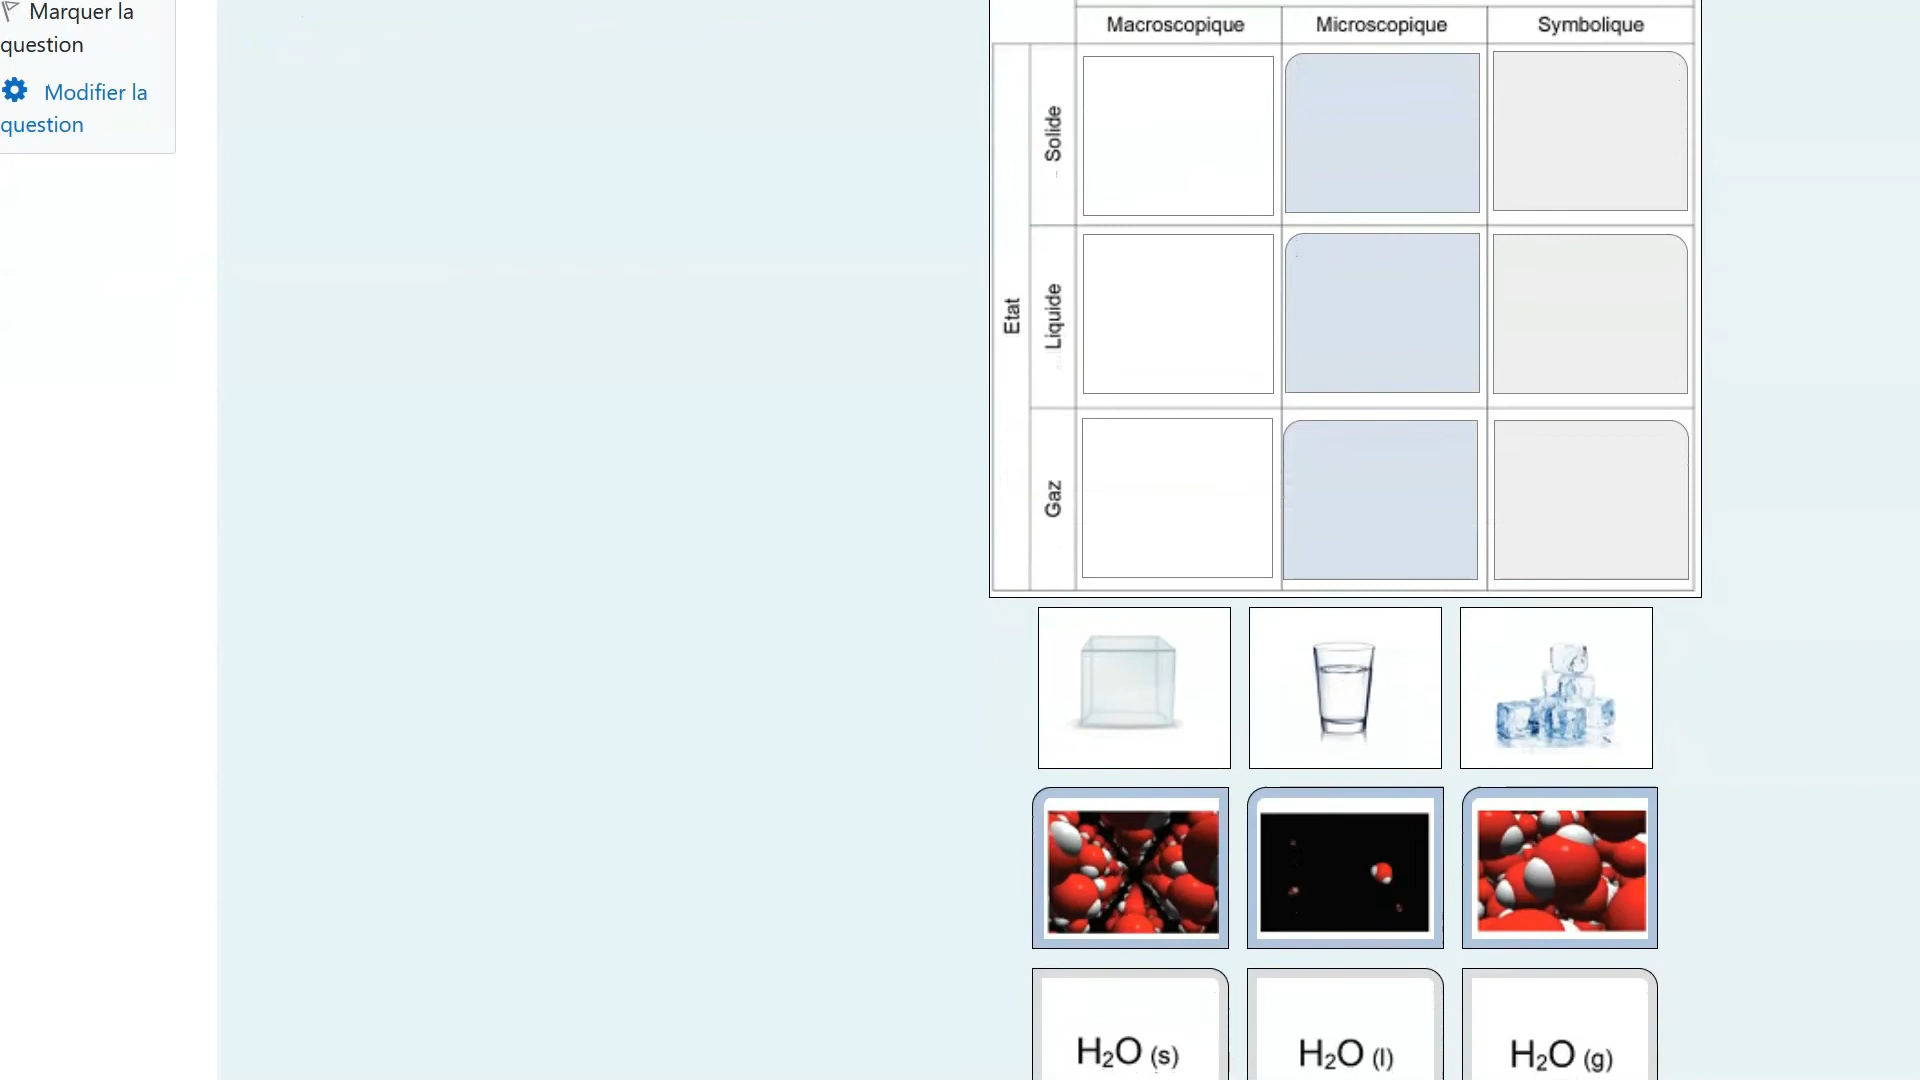 Marquer la
question
Modifier la
question
Macroscopique Microscopique Symbolique
Etat
Solide
Liquide
Gaz
H₂O (s) H₂O (l) H₂O (g)